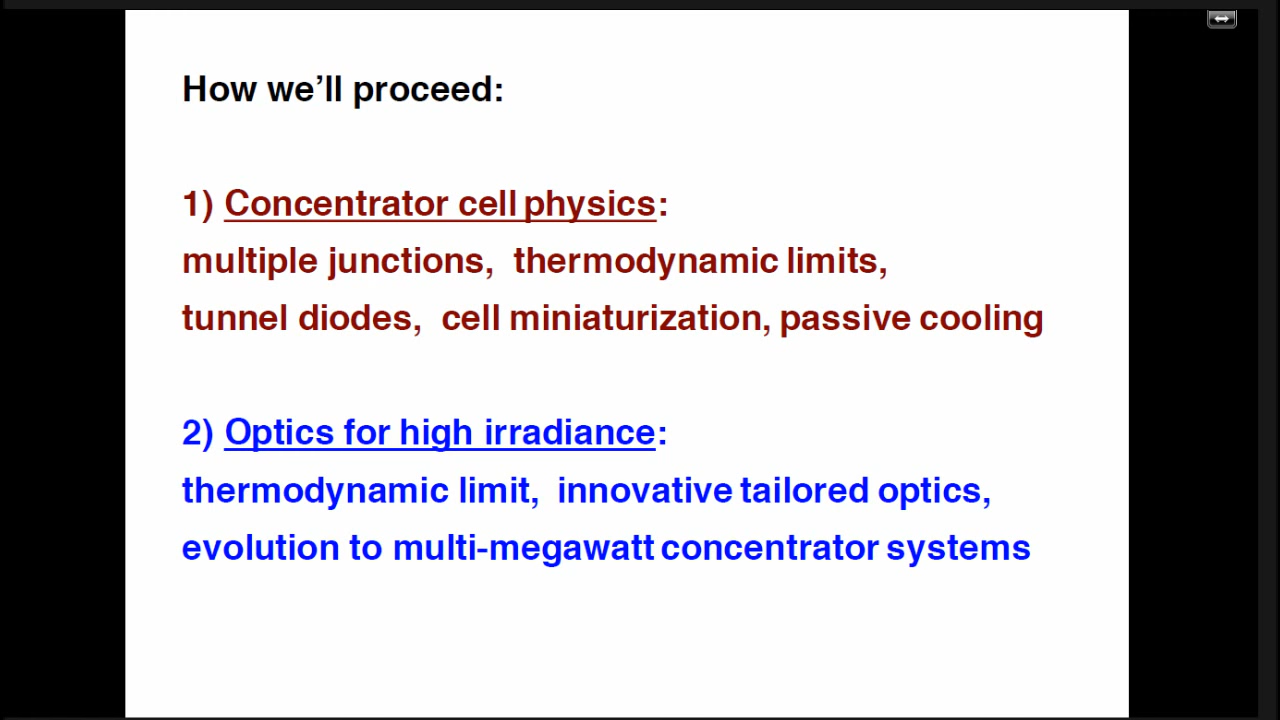 How we’ll proceed:
1) Concentrator cell physics:
multiple junctions, thermodynamic limits,
tunnel diodes, cell miniaturization, passive cooling
2) Optics for high irradiance:
thermodynamic limit, innovative tailored optics,
evolution to multi-megawatt concentrator systems